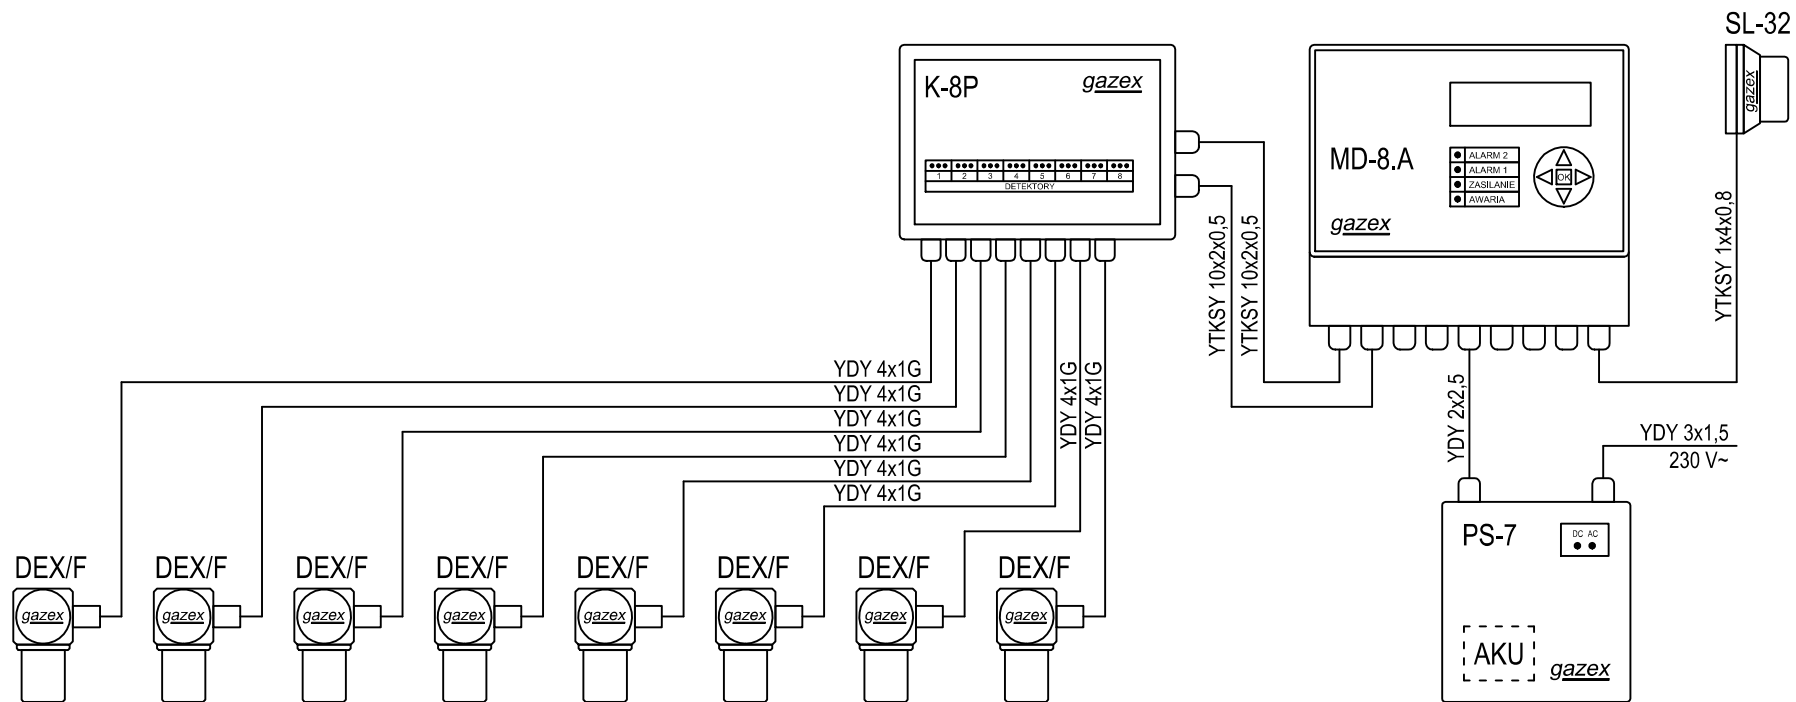 SL-32
gazex
K-8P
gazex
1 2 3 4 5 6 7 8
DETEKTORY
MD-8.A
ALARM 2
ALARM 1
ZASILANIE
AWARIA
OK
gazex
YTKSY 10x2x0,5
YTKSY 10x2x0,5
YTKSY 1x4x0,8
YDY 4x1G
YDY 4x1G
YDY 4x1G
YDY 4x1G
YDY 4x1G
YDY 4x1G
YDY 4x1G
YDY 4x1G
YDY 2x2,5
YDY 3x1,5
230 V~
PS-7
DC AC
AKU
gazex
DEX/F DEX/F DEX/F DEX/F DEX/F DEX/F DEX/F DEX/F
gazex gazex gazex gazex gazex gazex gazex gazex